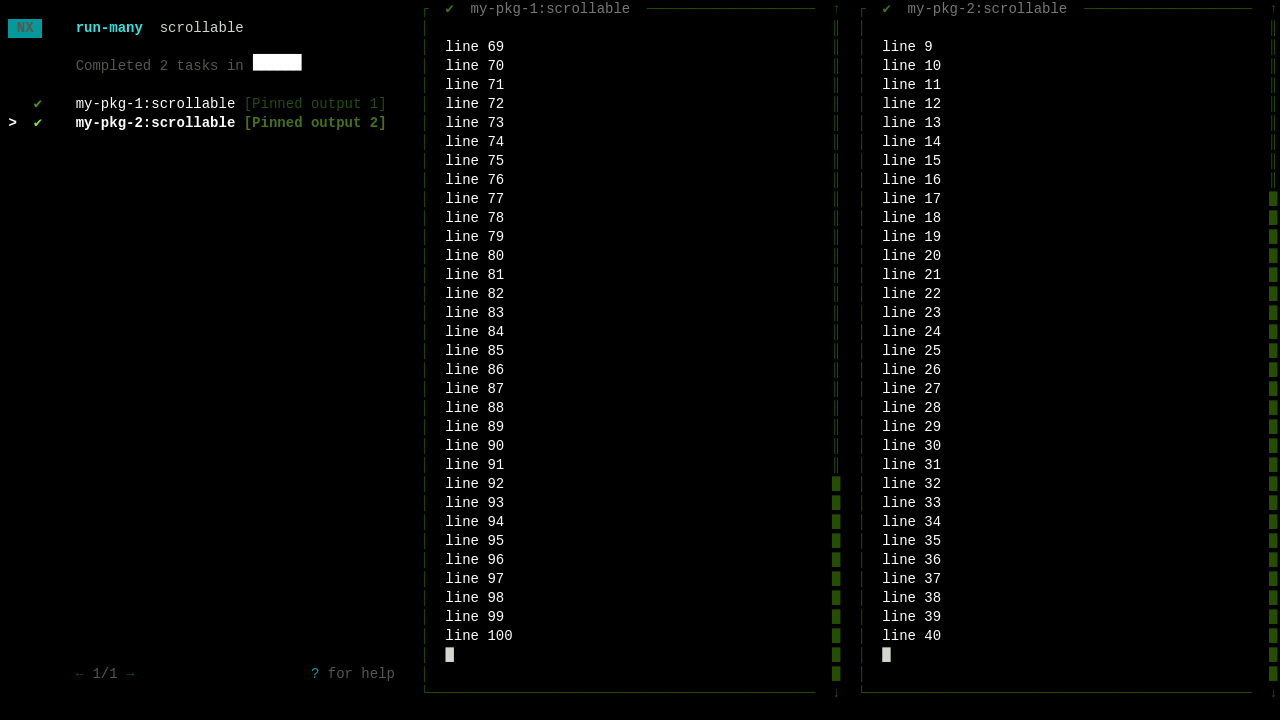 NX run-many scrollable
Completed 2 tasks in
✔ my-pkg-1:scrollable [Pinned output 1]
> ✔ my-pkg-2:scrollable [Pinned output 2]
← 1/1 → ? for help
✔ my-pkg-1:scrollable
line 69
line 70
line 71
line 72
line 73
line 74
line 75
line 76
line 77
line 78
line 79
line 80
line 81
line 82
line 83
line 84
line 85
line 86
line 87
line 88
line 89
line 90
line 91
line 92
line 93
line 94
line 95
line 96
line 97
line 98
line 99
line 100
✔ my-pkg-2:scrollable
line 9
line 10
line 11
line 12
line 13
line 14
line 15
line 16
line 17
line 18
line 19
line 20
line 21
line 22
line 23
line 24
line 25
line 26
line 27
line 28
line 29
line 30
line 31
line 32
line 33
line 34
line 35
line 36
line 37
line 38
line 39
line 40